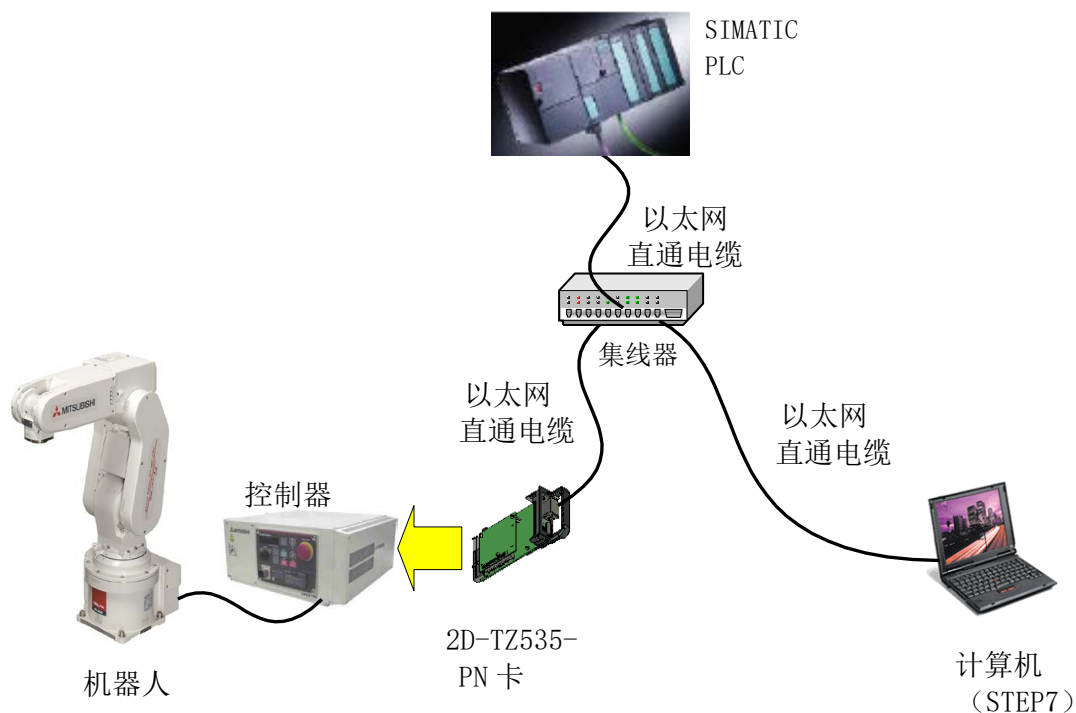 SIMATIC
PLC
以太网
直通电缆
集线器
以太网
直通电缆
以太网
直通电缆
MITSUBISHI
控制器
2D-TZ535-
PN 卡
机器人
计算机
（STEP7）